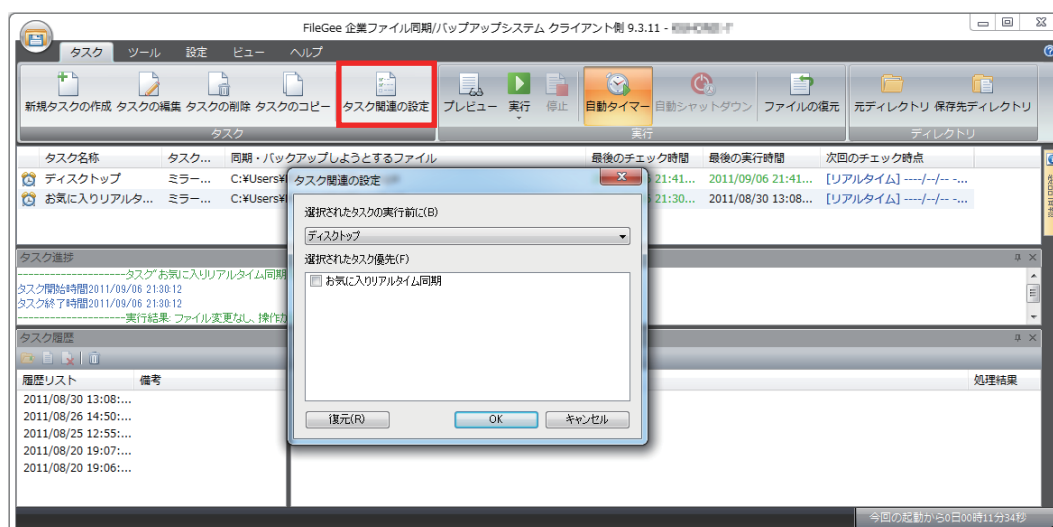 FileGee 企業ファイル同期/バップアップシステム クライアント側 9.3.11 -
タスク ツール 設定 ビュー ヘルプ
新規タスクの作成 タスクの編集 タスクの削除 タスクのコピー タスク関連の設定 プレビュー 実行 停止 自動タイマー 自動シャットダウン ファイルの復元 元ディレクトリ 保存先ディレクトリ
タスク 実行 ディレクトリ
タスク名称 タスク... 同期・バックアップしようとするファイル 最後のチェック時間 最後の実行時間 次回のチェック時点
ディスクトップ ミラー... C:¥Users¥ 21:41... 2011/09/06 21:41... [リアルタイム] ----/--/-- -...
お気に入りリアルタ... ミラー... C:¥Users¥ 21:30... 2011/08/30 13:08... [リアルタイム] ----/--/-- -...
タスク関連の設定
選択されたタスクの実行前に(B)
ディスクトップ
選択されたタスク優先(F)
お気に入りリアルタイム同期
復元(R) OK キャンセル
タスク進捗
--------------------タスク"お気に入りリアルタイム同期
タスク開始時間2011/09/06 21:30:12
タスク終了時間2011/09/06 21:30:12
--------------------実行結果: ファイル変更なし、操作
タスク履歴
履歴リスト 備考 処理結果
2011/08/30 13:08:...
2011/08/26 14:50:...
2011/08/25 12:55:...
2011/08/20 19:07:...
2011/08/20 19:06:...
今回の起動から0日00時11分34秒